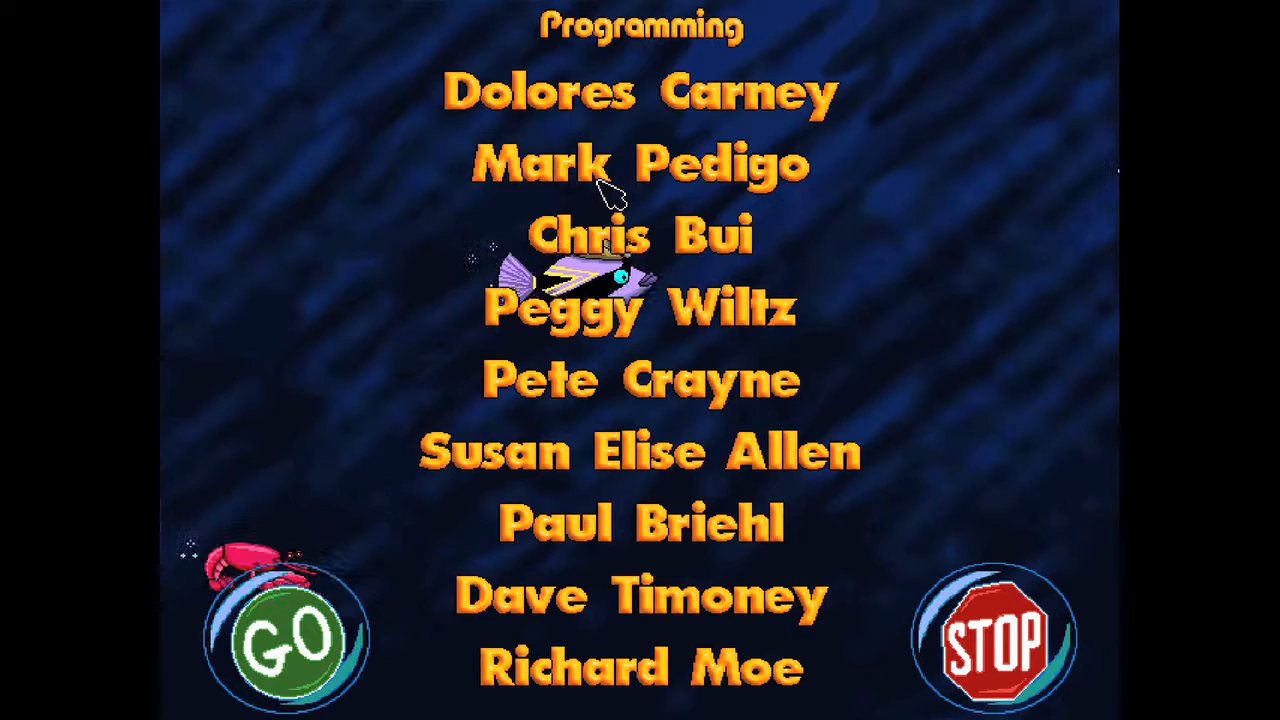 Programming
Dolores Carney
Mark Pedigo
Chris Bui
Peggy Wiltz
Pete Crayne
Susan Elise Allen
Paul Briehl
Dave Timoney
GO
STOP
Richard Moe